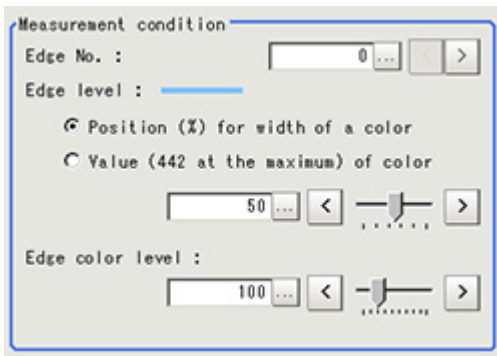 Measurement condition
Edge No. : 0 ... < >
Edge level :
Position (%) for width of a color
Value (442 at the maximum) of color
50 ... < >
Edge color level :
100 ... < >